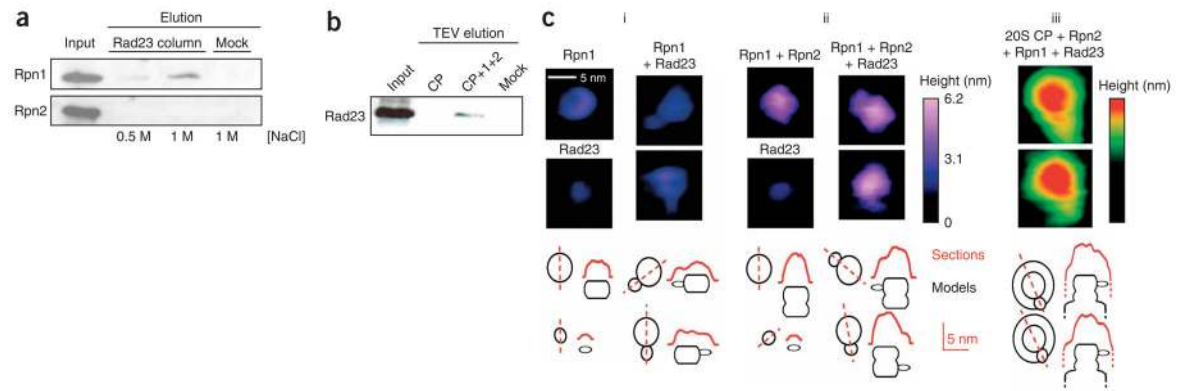 a
Elution
Input
Rad23 column
Mock
Rpn1
Rpn2
0.5 M
1 M
1 M
[NaCl]
b
TEV elution
Input
CP
CP+1+2
Mock
Rad23
c
i
Rpn1
5 nm
Rpn1
+ Rad23
Rad23
ii
Rpn1 + Rpn2
Rpn1 + Rpn2
+ Rad23
Rad23
Height (nm)
6.2
3.1
0
iii
20S CP + Rpn2
+ Rpn1 + Rad23
Height (nm)
Sections
Models
5 nm